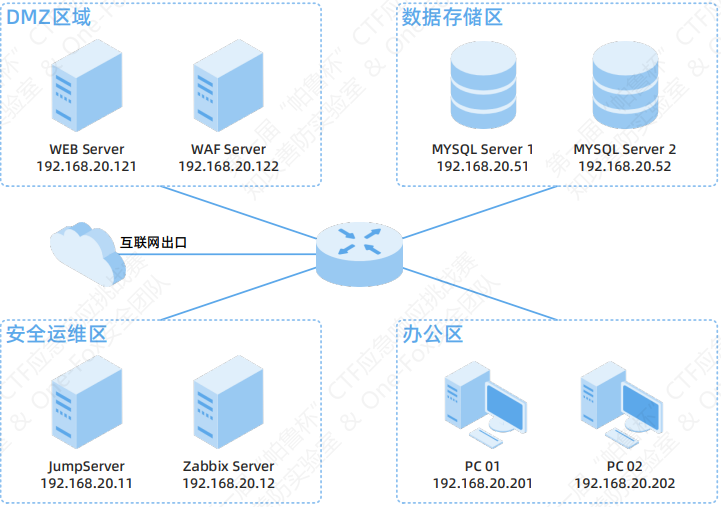 DMZ区域
WEB Server
192.168.20.121
WAF Server
192.168.20.122
数据存储区
MYSQL Server 1
192.168.20.51
MYSQL Server 2
192.168.20.52
互联网出口
安全运维区
JumpServer
192.168.20.11
Zabbix Server
192.168.20.12
办公区
PC 01
192.168.20.201
PC 02
192.168.20.202